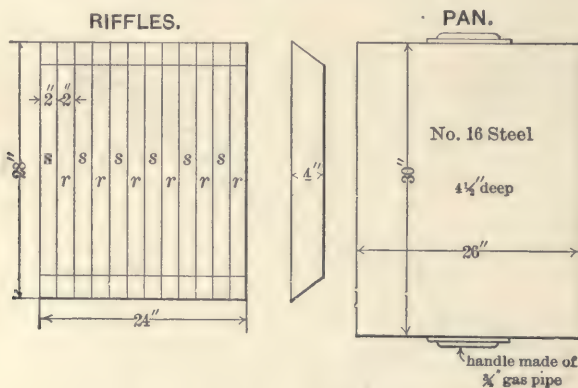 RIFFLES.
PAN.
2" 2"
s s s s s s
r r r r r r
28"
24"
4"
No. 16 Steel
4½" deep
30"
26"
handle made of
¾" gas pipe